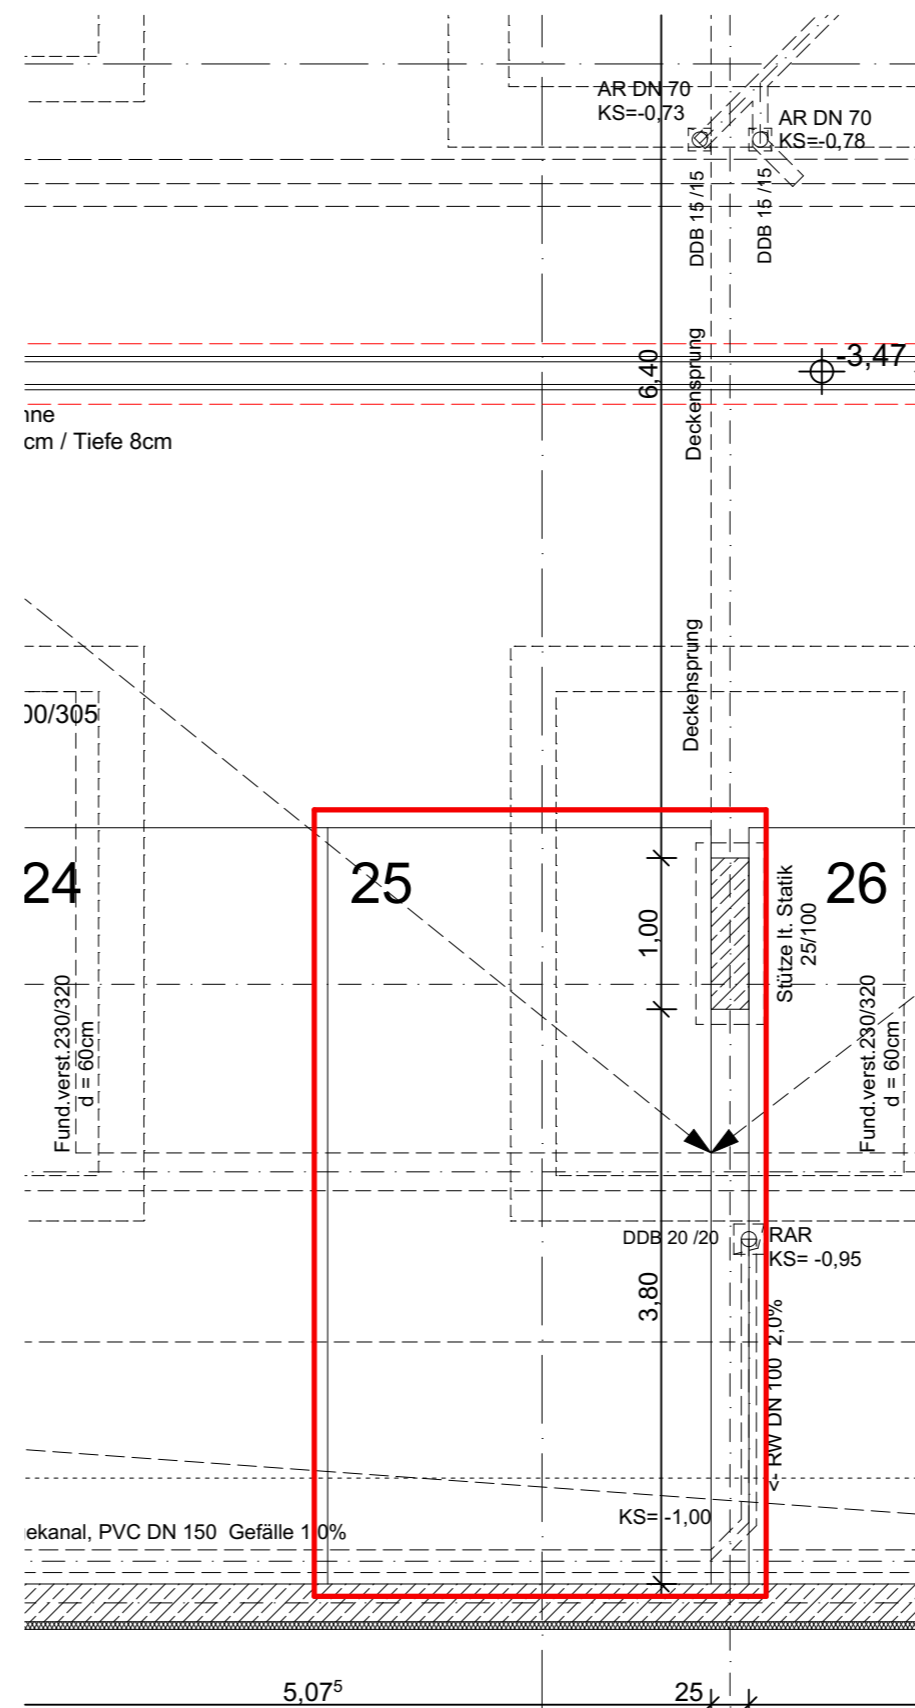 AR DN 70
KS=-0,73
AR DN 70
KS=-0,78
DDB 15 /15
DDB 15 /15
-3,47
6,40
Deckensprung
cm / Tiefe 8cm
Deckensprung
00/305
24
25
26
1,00
Stütze lt. Statik
25/100
Fund.verst.230/320
d = 60cm
Fund.verst.230/320
d = 60cm
DDB 20 /20
RAR
KS= -0,95
3,80
<- RW DN 100 2,0%
KS= -1,00
PVC DN 150 Gefälle 1,0%
5,07⁵
25